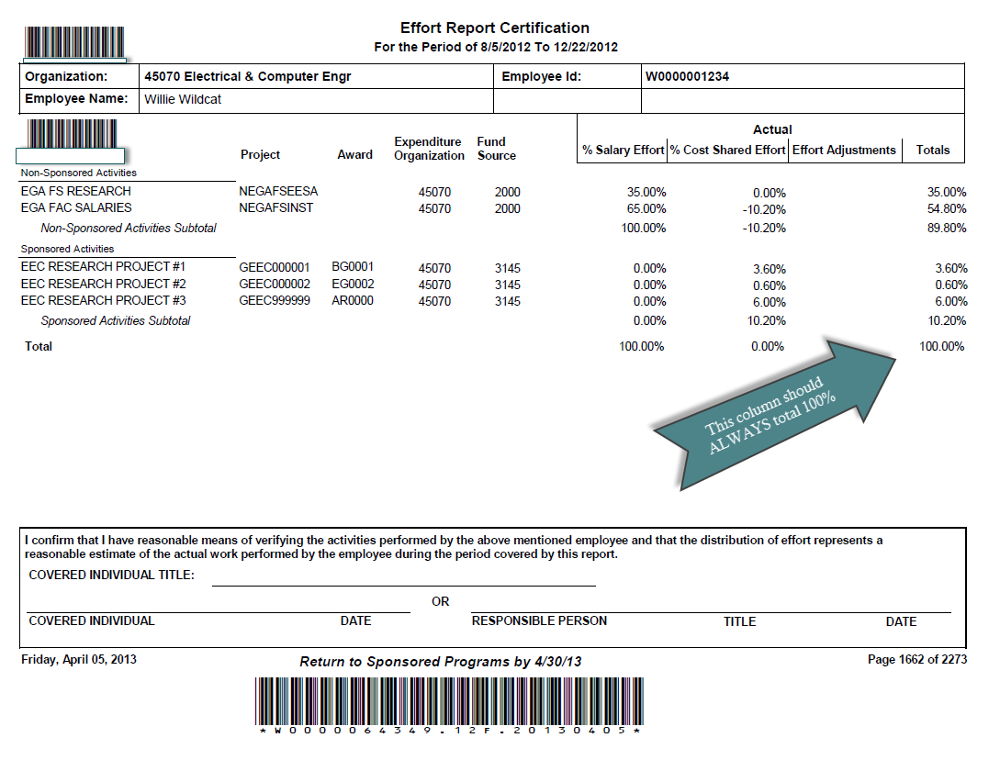 Effort Report Certification
For the Period of 8/5/2012 To 12/22/2012
Organization: 45070 Electrical & Computer Engr Employee Id: W0000001234
Employee Name: Willie Wildcat
Actual
Project Award Expenditure Organization Fund Source % Salary Effort % Cost Shared Effort Effort Adjustments Totals
Non-Sponsored Activities
EGA FS RESEARCH NEGAFSEESA 45070 2000 35.00% 0.00% 35.00%
EGA FAC SALARIES NEGAFSINST 45070 2000 65.00% -10.20% 54.80%
Non-Sponsored Activities Subtotal 100.00% -10.20% 89.80%
Sponsored Activities
EEC RESEARCH PROJECT #1 GEEC000001 BG0001 45070 3145 0.00% 3.60% 3.60%
EEC RESEARCH PROJECT #2 GEEC000002 EG0002 45070 3145 0.00% 0.60% 0.60%
EEC RESEARCH PROJECT #3 GEEC999999 AR0000 45070 3145 0.00% 6.00% 6.00%
Sponsored Activities Subtotal 0.00% 10.20% 10.20%
Total 100.00% 0.00% 100.00%
This column should
ALWAYS total 100%
I confirm that I have reasonable means of verifying the activities performed by the above mentioned employee and that the distribution of effort represents a
reasonable estimate of the actual work performed by the employee during the period covered by this report.
COVERED INDIVIDUAL TITLE:
OR
COVERED INDIVIDUAL DATE RESPONSIBLE PERSON TITLE DATE
Friday, April 05, 2013 Return to Sponsored Programs by 4/30/13 Page 1662 of 2273
*W0000064349.12F.20130405*